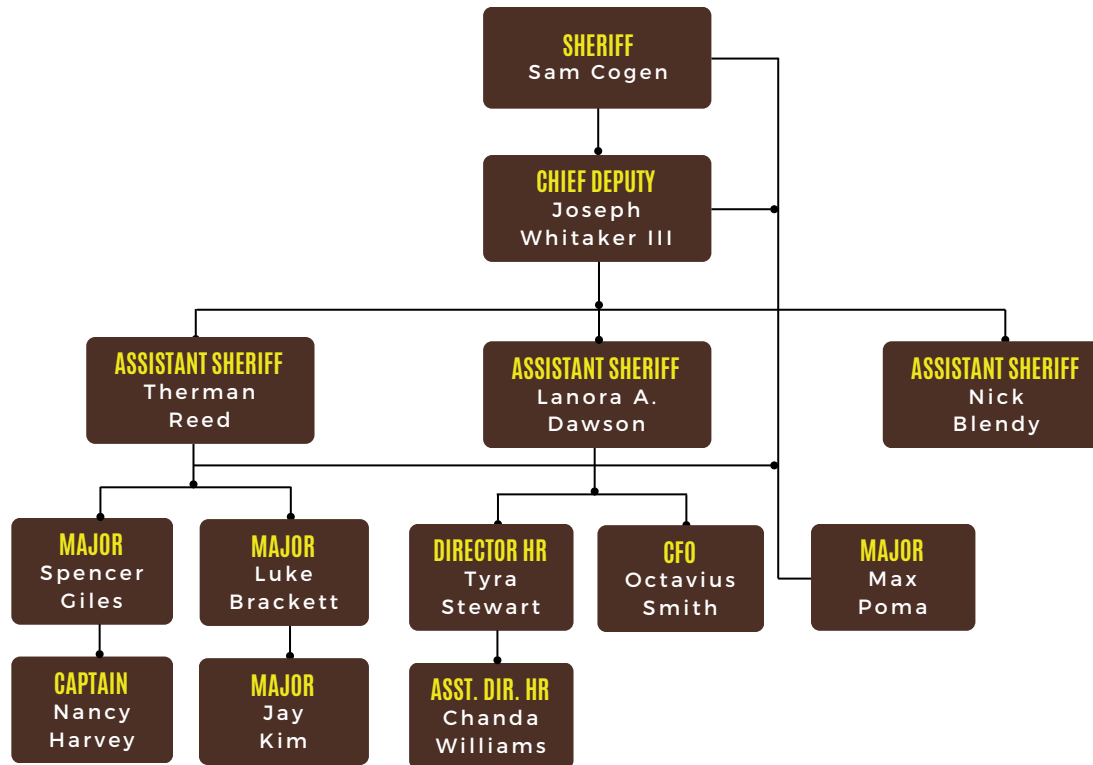 SHERIFF
Sam Cogen
CHIEF DEPUTY
Joseph
Whitaker III
ASSISTANT SHERIFF
Therman
Reed
ASSISTANT SHERIFF
Lanora A.
Dawson
ASSISTANT SHERIFF
Nick
Blendy
MAJOR
Spencer
Giles
MAJOR
Luke
Brackett
DIRECTOR HR
Tyra
Stewart
CFO
Octavius
Smith
MAJOR
Max
Poma
CAPTAIN
Nancy
Harvey
MAJOR
Jay
Kim
ASST. DIR. HR
Chanda
Williams